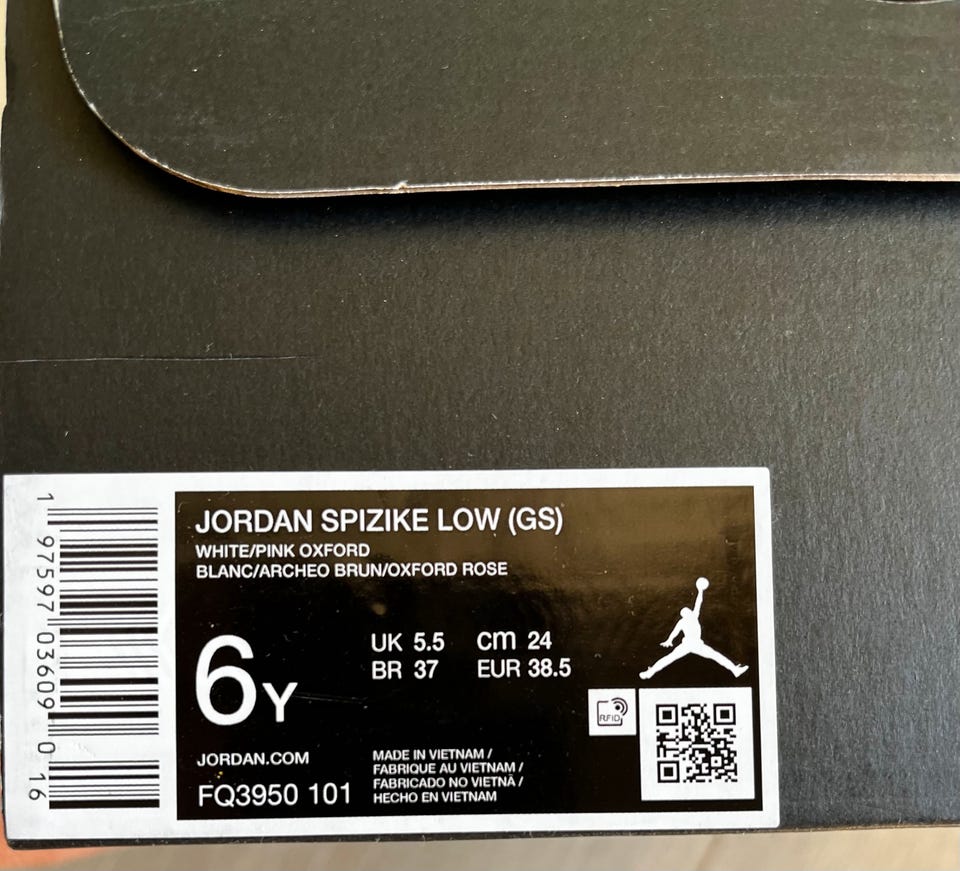 JORDAN SPIZIKE LOW (GS)
WHITE/PINK OXFORD
BLANC/ARCHEO BRUN/OXFORD ROSE
6Y
UK 5.5 cm 24
BR 37 EUR 38.5
RFID
JORDAN.COM
FQ3950 101
MADE IN VIETNAM /
FABRIQUE AU VIETNAM /
FABRICADO NO VIETNÃ /
HECHO EN VIETNAM
1 97597 03609 0 16